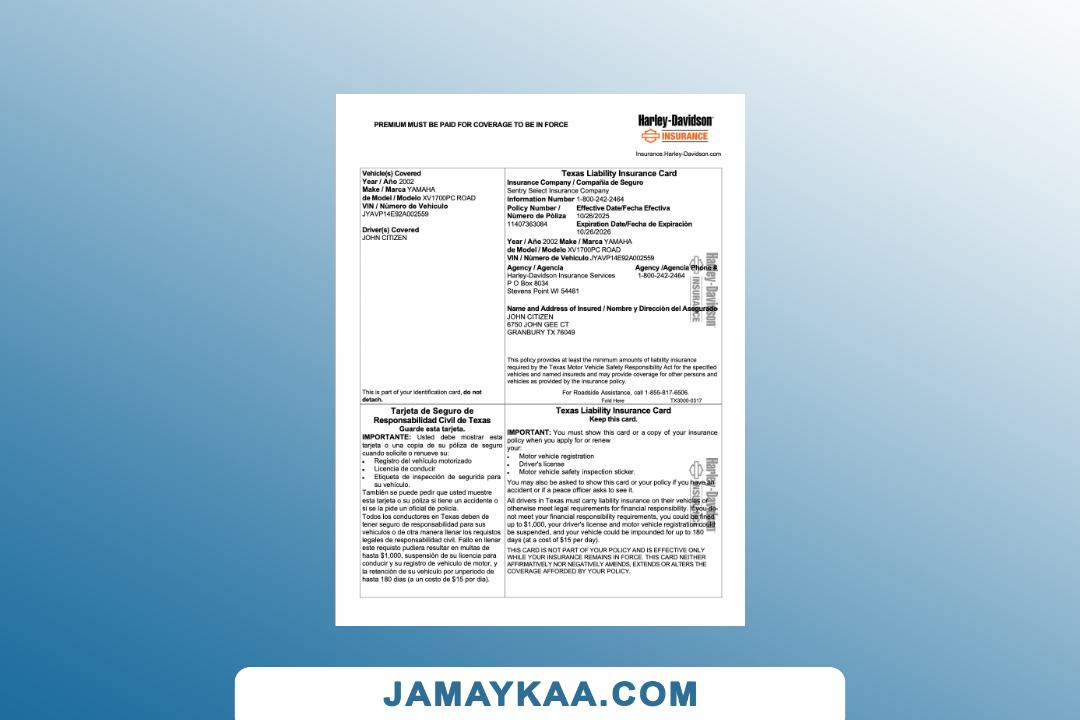 PREMIUM MUST BE PAID FOR COVERAGE TO BE IN FORCE
Harley-Davidson
INSURANCE
Insurance.Harley-Davidson.com
Vehicle(s) Covered
Year / Año 2002
Make / Marca YAMAHA
de Model / Modelo XV1700PC ROAD
VIN / Número de Vehiculo
JYAVP14E92A002559
Driver(s) Covered
JOHN CITIZEN
This is part of your identification card, do not
detach.
Texas Liability Insurance Card
Insurance Company / Compañia de Seguro
Sentry Select Insurance Company
Information Number 1-800-242-2464
Policy Number / Effective Date/Fecha Efectiva
Número de Póliza 10/26/2025
11407363084 Expiration Date/Fecha de Expiración
10/26/2026
Year / Año 2002 Make / Marca YAMAHA
de Model / Modelo XV1700PC ROAD
VIN / Número de Vehiculo JYAVP14E92A002559
Agency / Agencia Agency /Agencia Phone #
Harley-Davidson Insurance Services 1-800-242-2464
P O Box 8034
Stevens Point WI 54481
Name and Address of Insured / Nombre y Dirección del Asegurado
JOHN CITIZEN
6750 JOHN GEE CT
GRANBURY TX 76049
Harley-Davidson
INSURANCE
This policy provides at least the minimum amounts of liability insurance
required by the Texas Motor Vehicle Safety Responsibility Act for the specified
vehicles and named insureds and may provide coverage for other persons and
vehicles as provided by the insurance policy.
For Roadside Assistance, call 1-855-817-6506.
Fold Here TX3000-0317
Tarjeta de Seguro de
Responsabilidad Civil de Texas
Guarde esta tarjeta.
IMPORTANTE: Usted debe mostrar esta
tarjeta o una copia de su póliza de seguro
cuando solicite o renueve su:
• Registro del vehículo motorizado
• Licencia de conducir
• Etiqueta de inspección de segurida para
su vehículo.
También se puede pedir que usted muestre
esta tarjeta o su póliza si tiene un accidente o
si se la pide un oficial de policía.
Todos los conductores en Texas deben de
tener seguro de responsabilidad para sus
vehículos o de otra manera llenar los requistos
legales de responsabilidad civil. Fallo en llenar
este requisto pudiera resultar en multas de
hasta $1,000, suspensión de su licencia para
conducir y su registro de vehículo de motor, y
la retención de su vehículo por unperiodo de
hasta 180 días (a un costo de $15 por día).
Texas Liability Insurance Card
Keep this card.
IMPORTANT: You must show this card or a copy of your insurance
policy when you apply for or renew
your:
• Motor vehicle registration
• Driver's license
• Motor vehicle safety inspection sticker.
You may also be asked to show this card or your policy if you have an
accident or if a peace officer asks to see it.
All drivers in Texas must carry liability insurance on their vehicles or
otherwise meet legal requirements for financial responsibility. If you do
not meet your financial responsibility requirements, you could be fined
up to $1,000, your driver's license and motor vehicle registration could
be suspended, and your vehicle could be impounded for up to 180
days (at a cost of $15 per day).
THIS CARD IS NOT PART OF YOUR POLICY AND IS EFFECTIVE ONLY
WHILE YOUR INSURANCE REMAINS IN FORCE. THIS CARD NEITHER
AFFIRMATIVELY NOR NEGATIVELY AMENDS, EXTENDS OR ALTERS THE
COVERAGE AFFORDED BY YOUR POLICY.
Harley-Davidson
INSURANCE
JAMAYKAA.COM